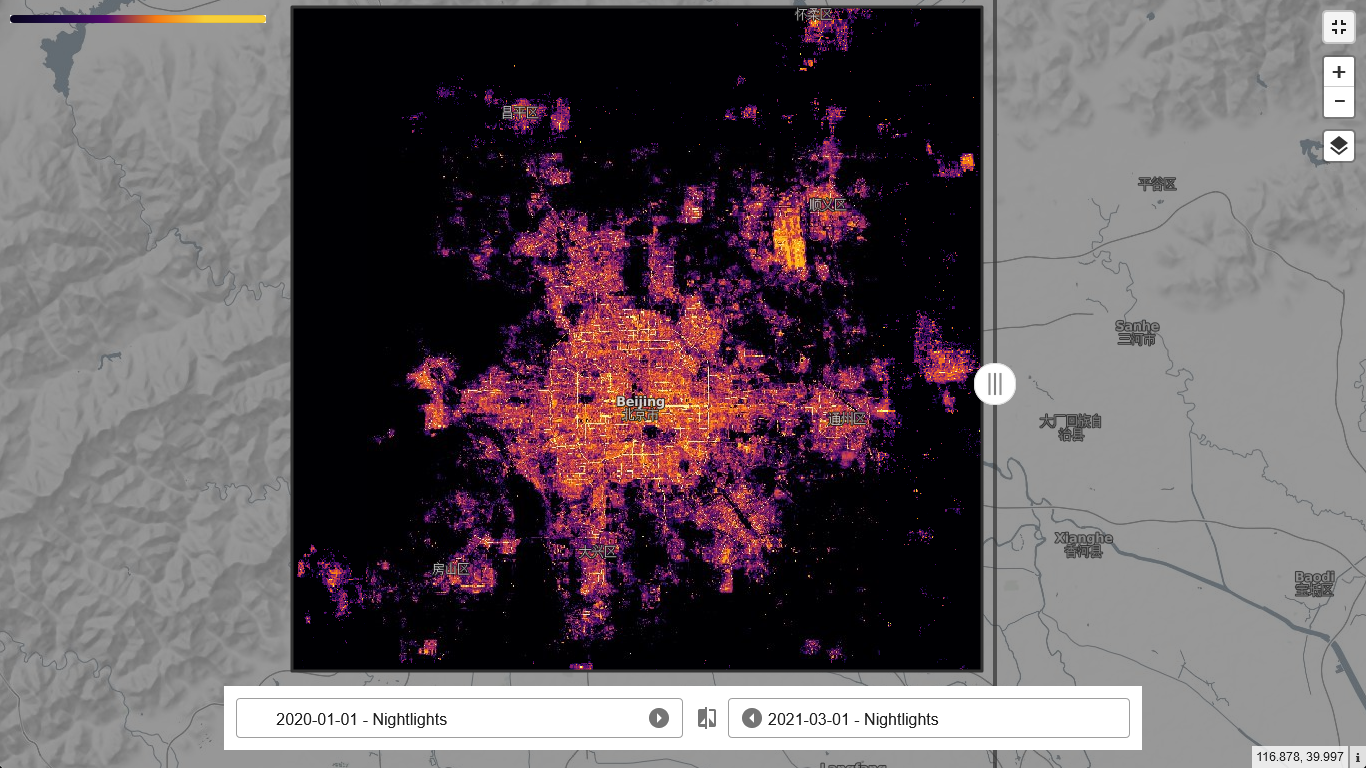 怀柔区
昌平区
平谷区
顺义区
Sanhe
三河市
Beijing
北京市
通州区
大厂回族自
治县
Xianghe
香河县
大兴区
房山区
Baodi
宝坻区
2020-01-01 - Nightlights
2021-03-01 - Nightlights
116.878, 39.997
i
Langfang